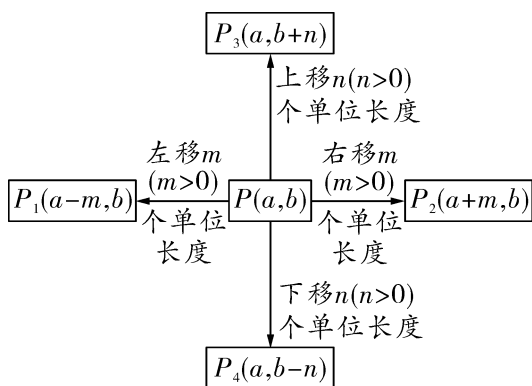 P₃(a,b+n)
上移n(n>0)
个单位长度
左移m
(m>0)
个单位
长度
右移m
(m>0)
个单位
长度
P₁(a-m,b)
P(a,b)
P₂(a+m,b)
下移n(n>0)
个单位长度
P₄(a,b-n)